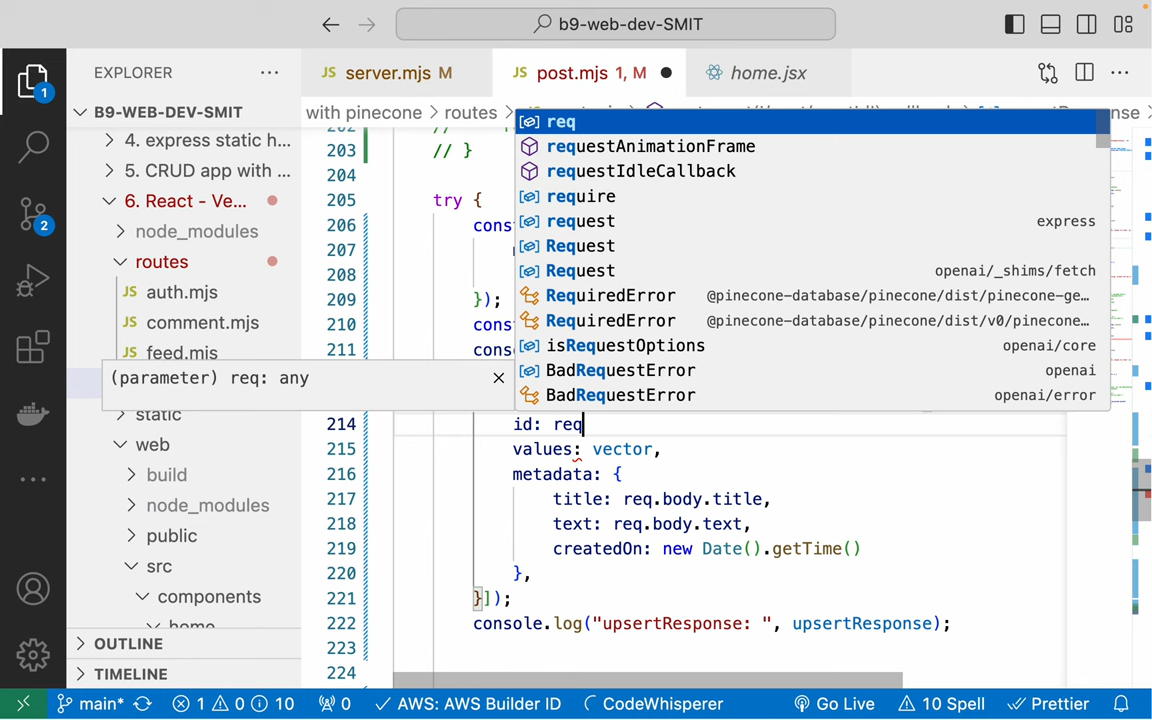 b9-web-dev-SMIT
EXPLORER
JS server.mjs M
JS post.mjs 1, M
home.jsx
B9-WEB-DEV-SMIT
with pinecone > routes >
4. express static h...
5. CRUD app with ...
6. React - Ve...
node_modules
routes
JS auth.mjs
JS comment.mjs
JS feed.mjs
static
web
build
node_modules
public
src
components
home
OUTLINE
TIMELINE
1
2
req
requestAnimationFrame
requestIdleCallback
require
request express
Request
Request openai/_shims/fetch
RequiredError @pinecone-database/pinecone/dist/pinecone-ge...
RequiredError @pinecone-database/pinecone/dist/v0/pinecone...
isRequestOptions openai/core
BadRequestError openai
BadRequestError openai/error
(parameter) req: any
203 // }
204
205 try {
206 cons
207
208
209 });
210 cons
211 cons
214 id: req
215 values: vector,
216 metadata: {
217 title: req.body.title,
218 text: req.body.text,
219 createdOn: new Date().getTime()
220 },
221 }]);
222 console.log("upsertResponse: ", upsertResponse);
223
224
main* 1 0 10 0 AWS: AWS Builder ID CodeWhisperer Go Live 10 Spell Prettier